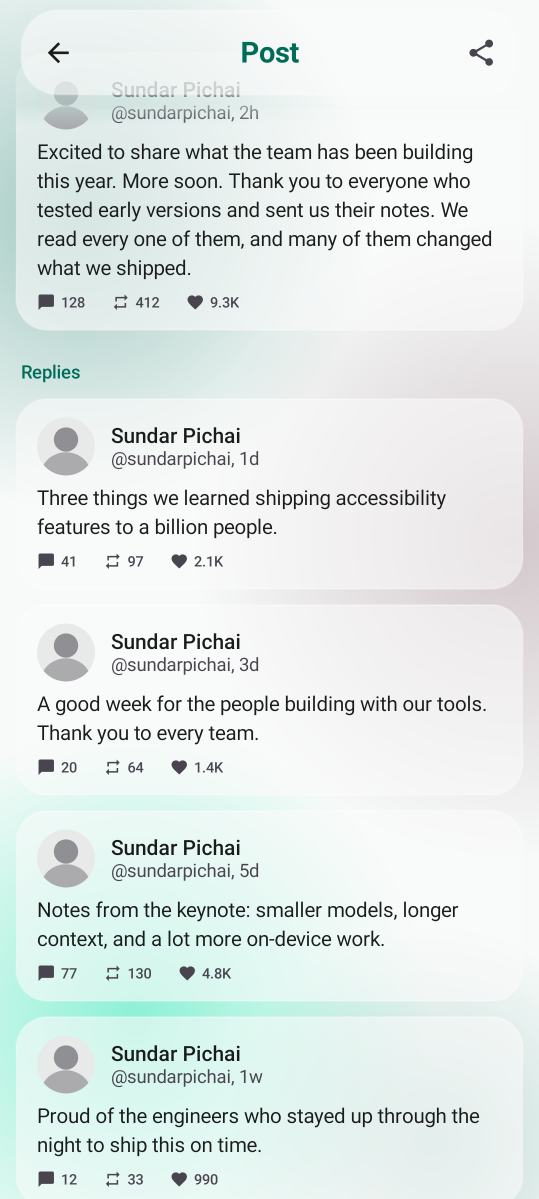 Post
Sundar Pichai
@sundarpichai, 2h
Excited to share what the team has been building
this year. More soon. Thank you to everyone who
tested early versions and sent us their notes. We
read every one of them, and many of them changed
what we shipped.
128 412 9.3K
Replies
Sundar Pichai
@sundarpichai, 1d
Three things we learned shipping accessibility
features to a billion people.
41 97 2.1K
Sundar Pichai
@sundarpichai, 3d
A good week for the people building with our tools.
Thank you to every team.
20 64 1.4K
Sundar Pichai
@sundarpichai, 5d
Notes from the keynote: smaller models, longer
context, and a lot more on-device work.
77 130 4.8K
Sundar Pichai
@sundarpichai, 1w
Proud of the engineers who stayed up through the
night to ship this on time.
12 33 990